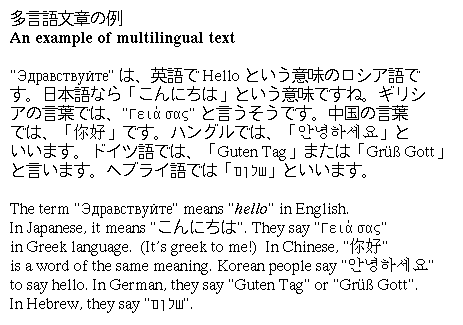 多言語文章の例
An example of multilingual text
"Здравствуйте" は、英語で Hello という意味のロシア語で
す。日本語なら「こんにちは」という意味ですね。ギリシ
アの言葉では、"Γειά σας" と言うそうです。中国の言葉
では、「你好」です。ハングルでは、「안녕하세요」と
いいます。ドイツ語では、「Guten Tag」または「Grüß Gott」
と言います。ヘブライ語では「שלום」といいます。
The term "Здравствуйте" means "hello" in English.
In Japanese, it means "こんにちは". They say "Γειά σας"
in Greek language.  (It's greek to me!)  In Chinese, "你好"
is a word of the same meaning. Korean people say "안녕하세요"
to say hello. In German, they say "Guten Tag" or "Grüß Gott".
In Hebrew, they say "שלום".